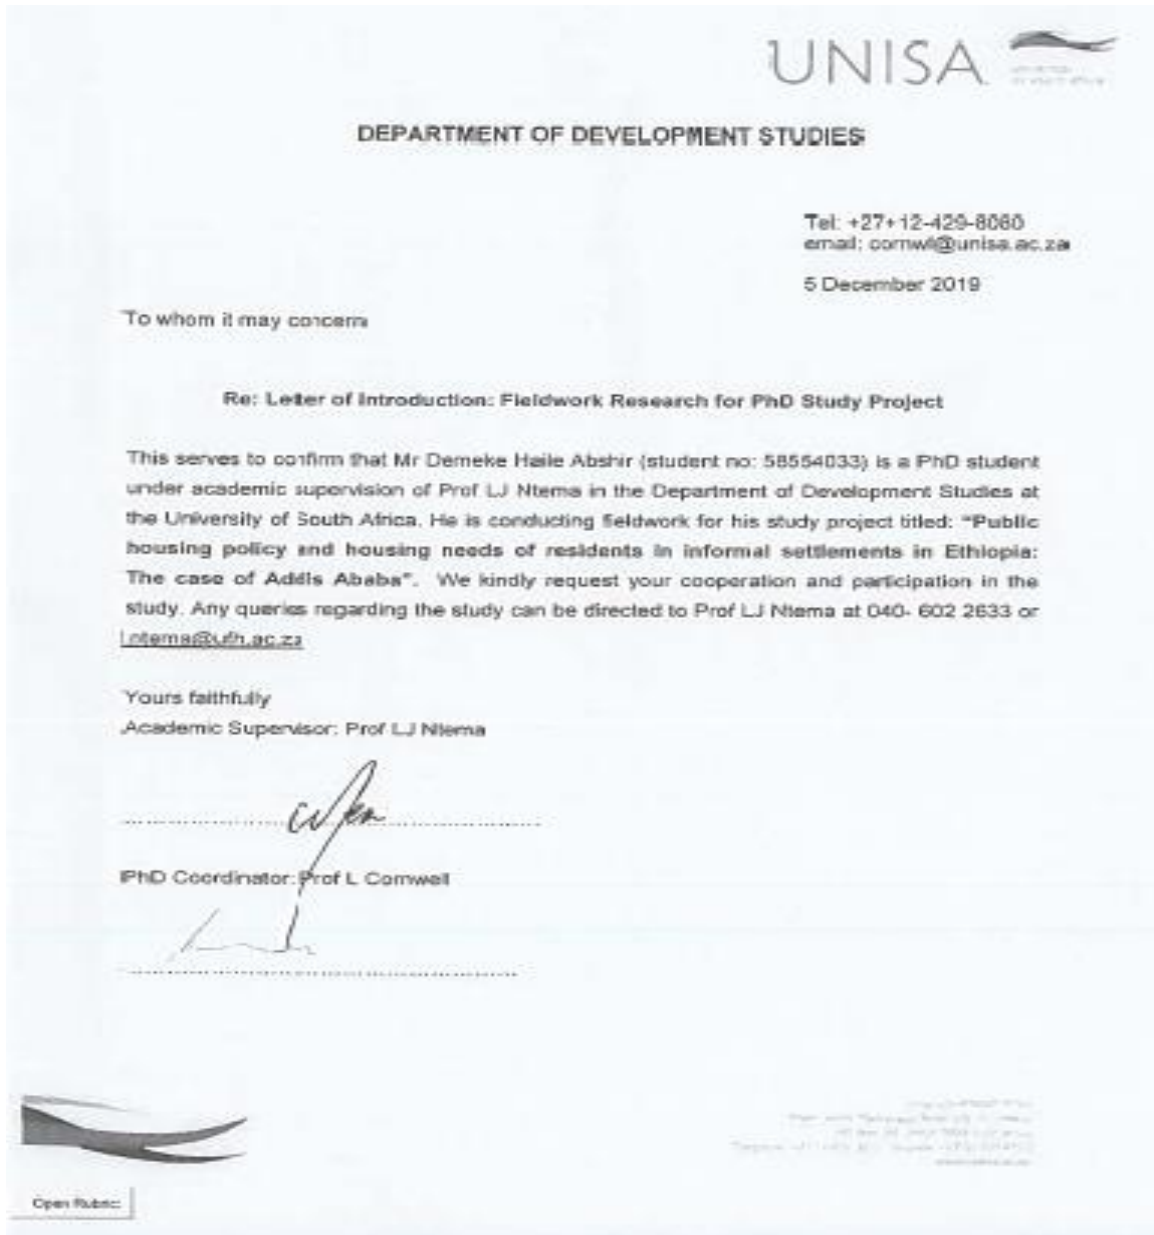 UNISA
DEPARTMENT OF DEVELOPMENT STUDIES
Tel: +27+12-429-8060
email: cornwl@unisa.ac.za
5 December 2019
To whom it may concern
Re: Letter of Introduction: Fieldwork Research for PhD Study Project
This serves to confirm that Mr Demeke Haile Abshir (student no: 58554033) is a PhD student
under academic supervision of Prof LJ Ntema in the Department of Development Studies at
the University of South Africa. He is conducting fieldwork for his study project titled: "Public
housing policy and housing needs of residents in informal settlements in Ethiopia:
The case of Addis Ababa". We kindly request your cooperation and participation in the
study. Any queries regarding the study can be directed to Prof LJ Ntema at 040- 602 2633 or
Lntema@ufh.ac.za
Yours faithfully
Academic Supervisor: Prof LJ Ntema
PhD Coordinator: Prof L Cornwell
Open Rubric